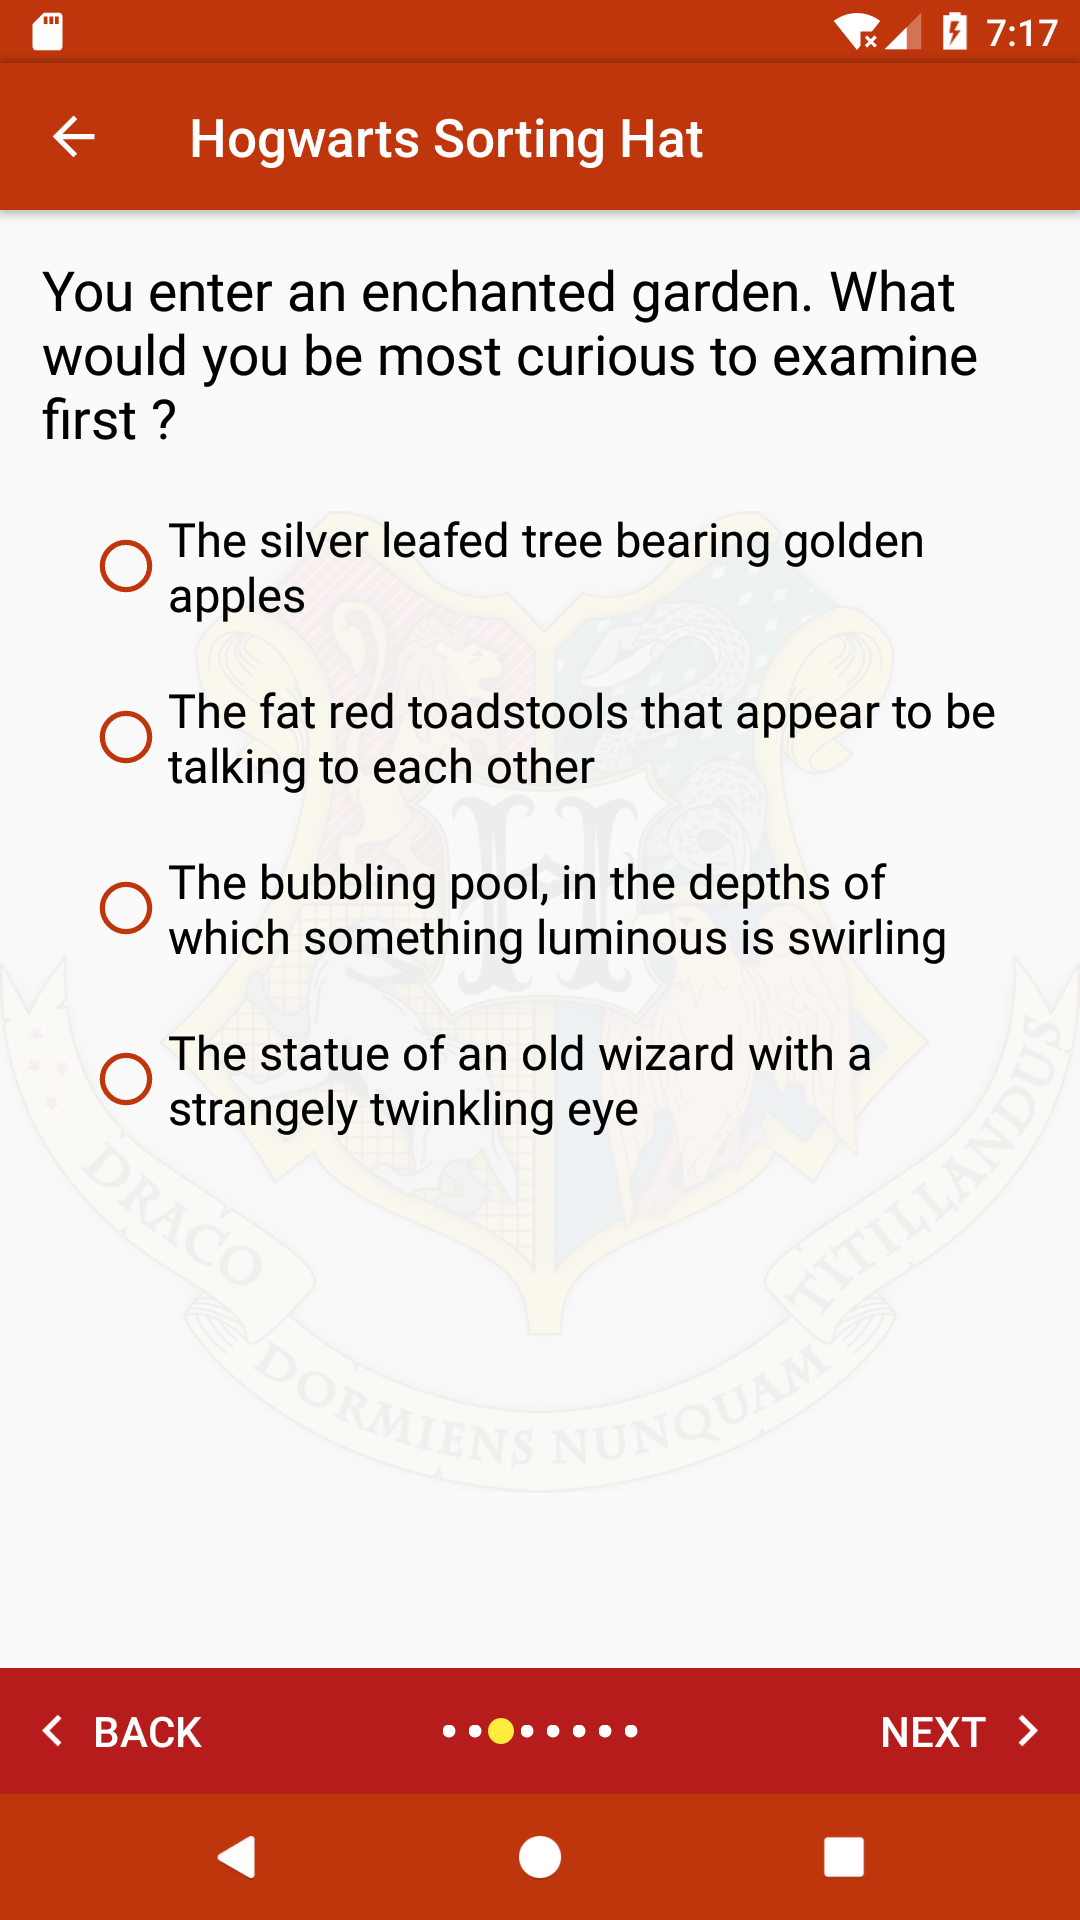 7:17
Hogwarts Sorting Hat
You enter an enchanted garden. What
would you be most curious to examine
first ?
The silver leafed tree bearing golden
apples
The fat red toadstools that appear to be
talking to each other
The bubbling pool, in the depths of
which something luminous is swirling
The statue of an old wizard with a
strangely twinkling eye
H
DRACO
DORMIENS NUNQUAM
TITILLANDUS
BACK
NEXT